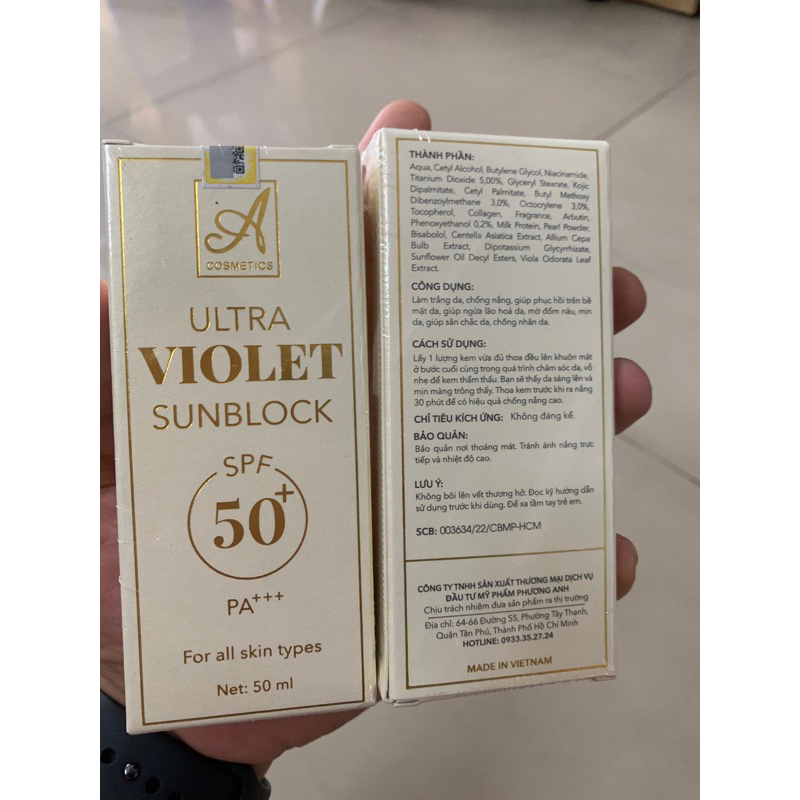 A
COSMETICS
ULTRA
VIOLET
SUNBLOCK
SPF
50+
PA+++
For all skin types
Net: 50 ml
THÀNH PHẦN:
Aqua, Cetyl Alcohol, Butylene Glycol, Niacinamide,
Titanium Dioxide 5,00%, Glyceryl Stearate, Kojic
Dipalmitate, Cetyl Palmitate, Butyl Methoxy
Dibenzoylmethane 3,0%, Octocrylene 3,0%,
Tocopherol, Collagen, Fragrance, Arbutin,
Phenoxyethanol 0,2%, Milk Protein, Pearl Powder,
Bisabolol, Centella Asiatica Extract, Allium Cepa
Bulb Extract, Dipotassium Glycyrrhizate,
Sunflower Oil Decyl Esters, Viola Odorata Leaf
Extract.
CÔNG DỤNG:
Làm trắng da, chống nắng, giúp phục hồi trên bề
mặt da, giúp ngừa lão hoá da, mờ đốm nâu, mịn
da, giúp săn chắc da, chống nhăn da.
CÁCH SỬ DỤNG:
Lấy 1 lượng kem vừa đủ thoa đều lên khuôn mặt
ở bước cuối cùng trong quá trình chăm sóc da, vỗ
nhẹ để kem thẩm thấu. Bạn sẽ thấy da sáng lên và
mịn màng trông thấy. Thoa kem trước khi ra nắng
30 phút để có hiệu quả chống nắng cao.
CHỈ TIÊU KÍCH ỨNG: Không đáng kể.
BẢO QUẢN:
Bảo quản nơi thoáng mát. Tránh ánh nắng trực
tiếp và nhiệt độ cao.
LƯU Ý:
Không bôi lên vết thương hở. Đọc kỹ hướng dẫn
sử dụng trước khi dùng. Để xa tầm tay trẻ em.
SCB: 003634/22/CBMP-HCM
CÔNG TY TNHH SẢN XUẤT THƯƠNG MẠI DỊCH VỤ
ĐẦU TƯ MỸ PHẨM PHƯƠNG ANH
Chịu trách nhiệm đưa sản phẩm ra thị trường
Địa chỉ: 64-66 Đường S5, Phường Tây Thạnh,
Quận Tân Phú, Thành Phố Hồ Chí Minh
HOTLINE: 0933.35.27.24
MADE IN VIETNAM